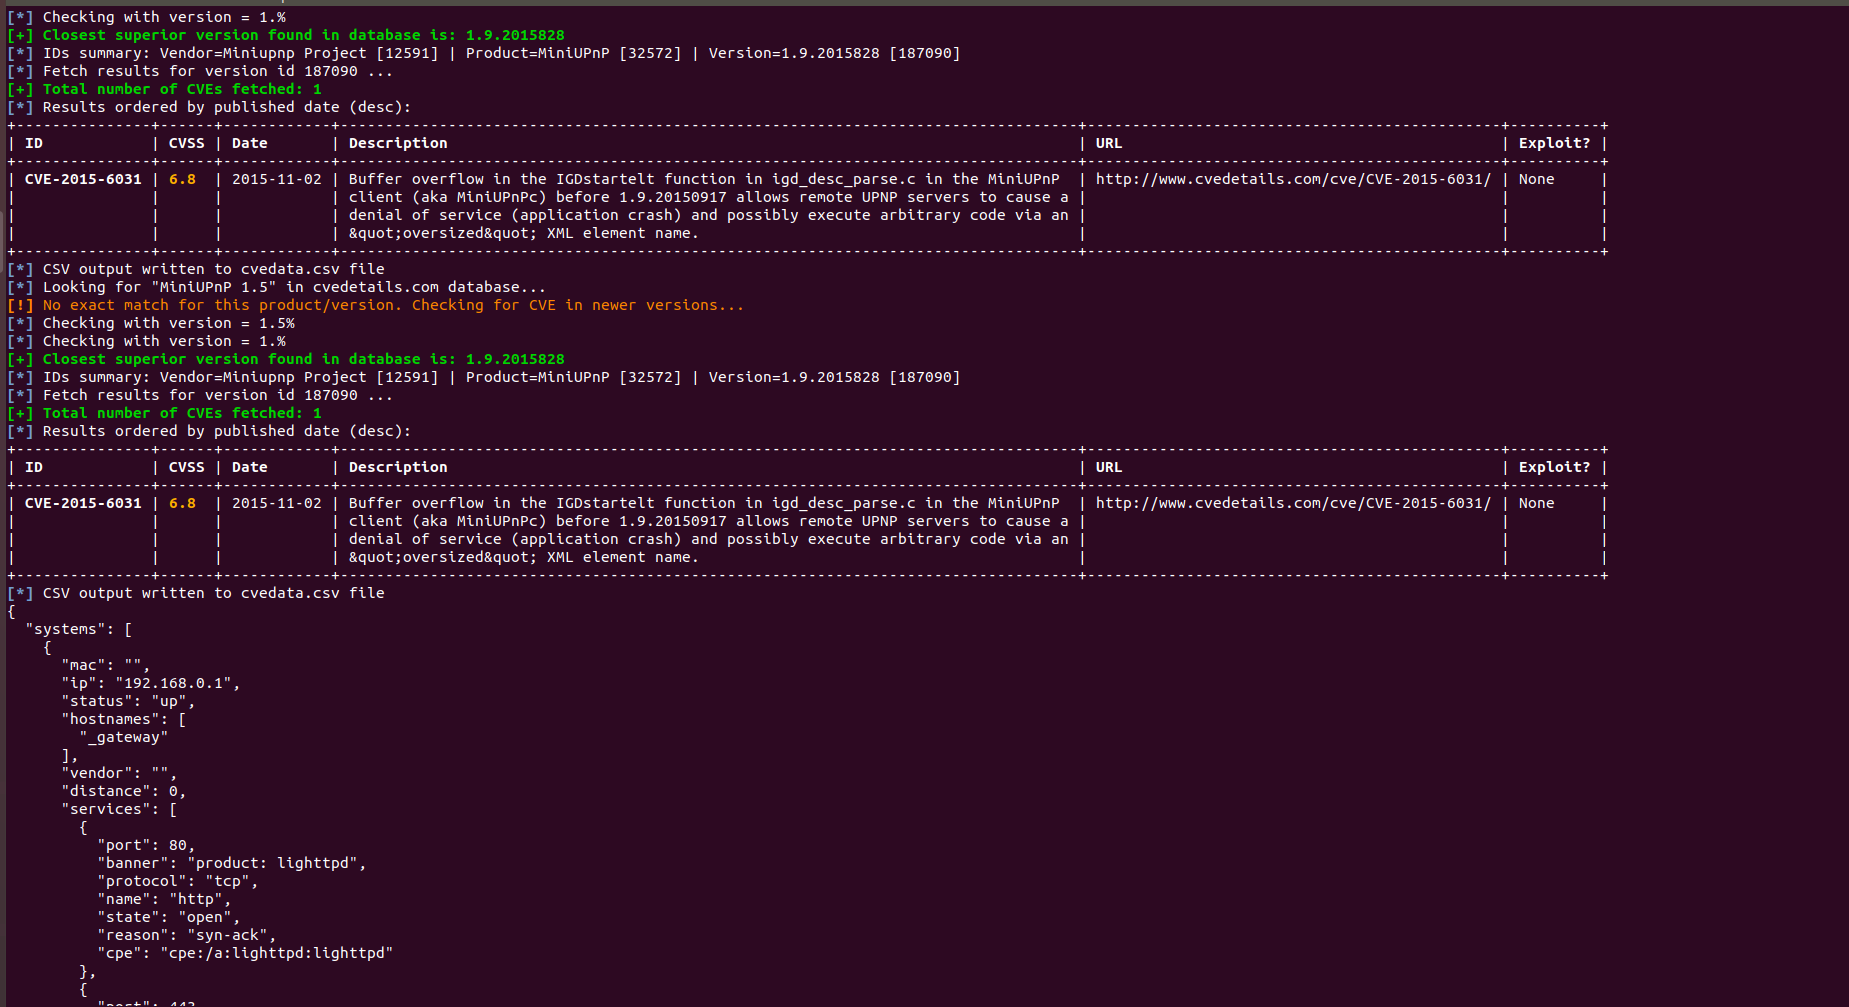 [*] Checking with version = 1.%
[+] Closest superior version found in database is: 1.9.2015828
[*] IDs summary: Vendor=Miniupnp Project [12591] | Product=MiniUPnP [32572] | Version=1.9.2015828 [187090]
[*] Fetch results for version id 187090 ...
[+] Total number of CVEs fetched: 1
[*] Results ordered by published date (desc):
+---------------+------+------------+----------------------------------------------------------------------------------+----------------------------------------------+----------+
| ID            | CVSS | Date       | Description                                                                      | URL                                          | Exploit? |
+---------------+------+------------+----------------------------------------------------------------------------------+----------------------------------------------+----------+
| CVE-2015-6031 | 6.8  | 2015-11-02 | Buffer overflow in the IGDstartelt function in igd_desc_parse.c in the MiniUPnP  | http://www.cvedetails.com/cve/CVE-2015-6031/ | None     |
|               |      |            | client (aka MiniUPnPc) before 1.9.20150917 allows remote UPNP servers to cause a |                                              |          |
|               |      |            | denial of service (application crash) and possibly execute arbitrary code via an |                                              |          |
|               |      |            | &quot;oversized&quot; XML element name.                                          |                                              |          |
+---------------+------+------------+----------------------------------------------------------------------------------+----------------------------------------------+----------+
[*] CSV output written to cvedata.csv file
[*] Looking for "MiniUPnP 1.5" in cvedetails.com database...
[!] No exact match for this product/version. Checking for CVE in newer versions...
[*] Checking with version = 1.5%
[*] Checking with version = 1.%
[+] Closest superior version found in database is: 1.9.2015828
[*] IDs summary: Vendor=Miniupnp Project [12591] | Product=MiniUPnP [32572] | Version=1.9.2015828 [187090]
[*] Fetch results for version id 187090 ...
[+] Total number of CVEs fetched: 1
[*] Results ordered by published date (desc):
+---------------+------+------------+----------------------------------------------------------------------------------+----------------------------------------------+----------+
| ID            | CVSS | Date       | Description                                                                      | URL                                          | Exploit? |
+---------------+------+------------+----------------------------------------------------------------------------------+----------------------------------------------+----------+
| CVE-2015-6031 | 6.8  | 2015-11-02 | Buffer overflow in the IGDstartelt function in igd_desc_parse.c in the MiniUPnP  | http://www.cvedetails.com/cve/CVE-2015-6031/ | None     |
|               |      |            | client (aka MiniUPnPc) before 1.9.20150917 allows remote UPNP servers to cause a |                                              |          |
|               |      |            | denial of service (application crash) and possibly execute arbitrary code via an |                                              |          |
|               |      |            | &quot;oversized&quot; XML element name.                                          |                                              |          |
+---------------+------+------------+----------------------------------------------------------------------------------+----------------------------------------------+----------+
[*] CSV output written to cvedata.csv file
{
  "systems": [
    {
      "mac": "",
      "ip": "192.168.0.1",
      "status": "up",
      "hostnames": [
        "_gateway"
      ],
      "vendor": "",
      "distance": 0,
      "services": [
        {
          "port": 80,
          "banner": "product: lighttpd",
          "protocol": "tcp",
          "name": "http",
          "state": "open",
          "reason": "syn-ack",
          "cpe": "cpe:/a:lighttpd:lighttpd"
        },
        {